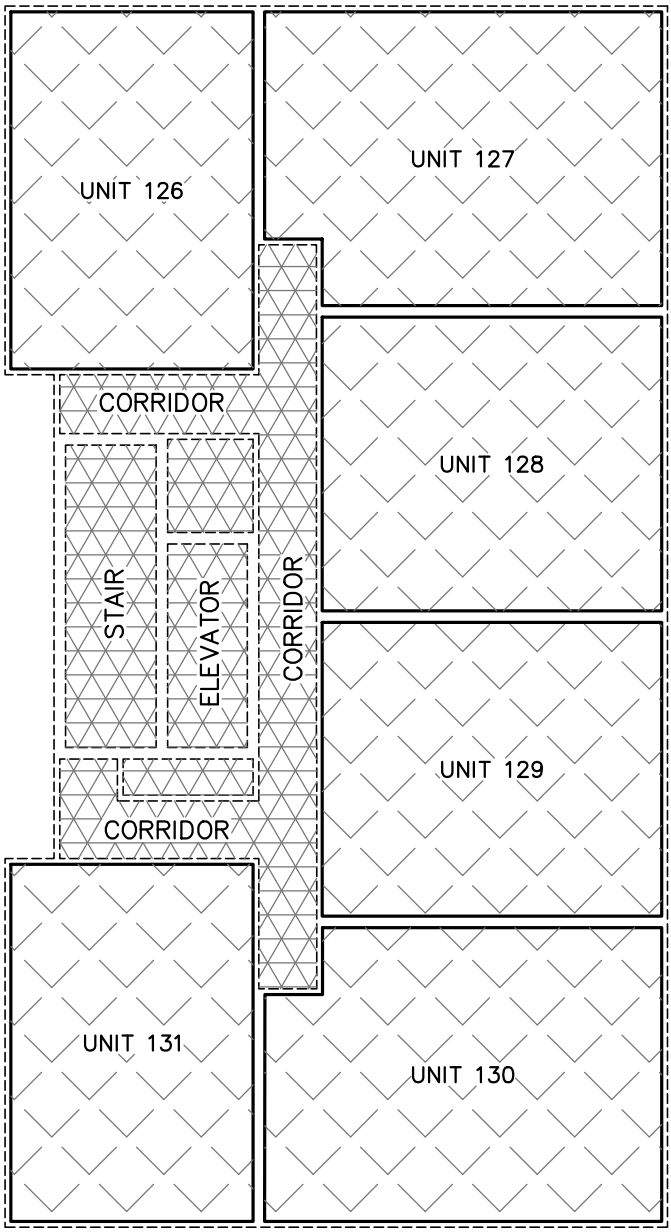 UNIT 126
UNIT 127
CORRIDOR
UNIT 128
STAIR
ELEVATOR
CORRIDOR
UNIT 129
CORRIDOR
UNIT 131
UNIT 130